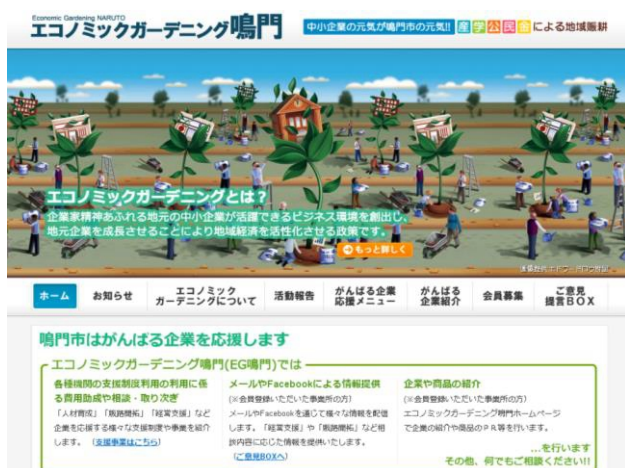 Economic Gardening NARUTO
エコノミックガーデニング鳴門
中小企業の元気が鳴門市の元気!! 産学公民金による地域賑耕
エコノミックガーデニングとは？
企業家精神あふれる地元の中小企業が活躍できるビジネス環境を創出し、
地元企業を成長させることにより地域経済を活性化させる政策です。
もっと詳しく
ホーム
お知らせ
エコノミック
ガーデニングについて
活動報告
がんばる企業
応援メニュー
がんばる
企業紹介
会員募集
ご意見
提言BOX
鳴門市はがんばる企業を応援します
エコノミックガーデニング鳴門(EG鳴門)では
各種機関の支援制度利用の利用に係
る費用助成や相談・取り次ぎ
「人材育成」「販路開拓」「経営支援」など
企業を応援する様々な支援制度や事業を紹介
します。（支援事業はこちら）
メールやFacebookによる情報提供
(※会員登録いただいた事業所の方)
メールやFacebookを通じて様々な情報を配信
します。「経営支援」や「販路開拓」など相
談内容に応じた情報を提供いたします。
(ご意見BOXへ)
企業や商品の紹介
(※会員登録いただいた事業所の方)
エコノミックガーデニング鳴門ホームページ
で企業の紹介や商品のPR等を行います。
...を行います
その他、何でもご相談ください!!